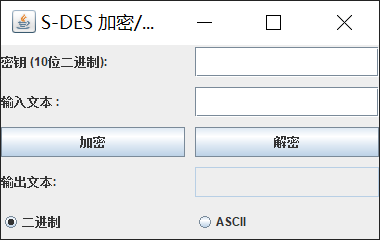 S-DES 加密/...
密钥 (10位二进制):
输入文本 :
加密 解密
输出文本:
二进制 ASCII